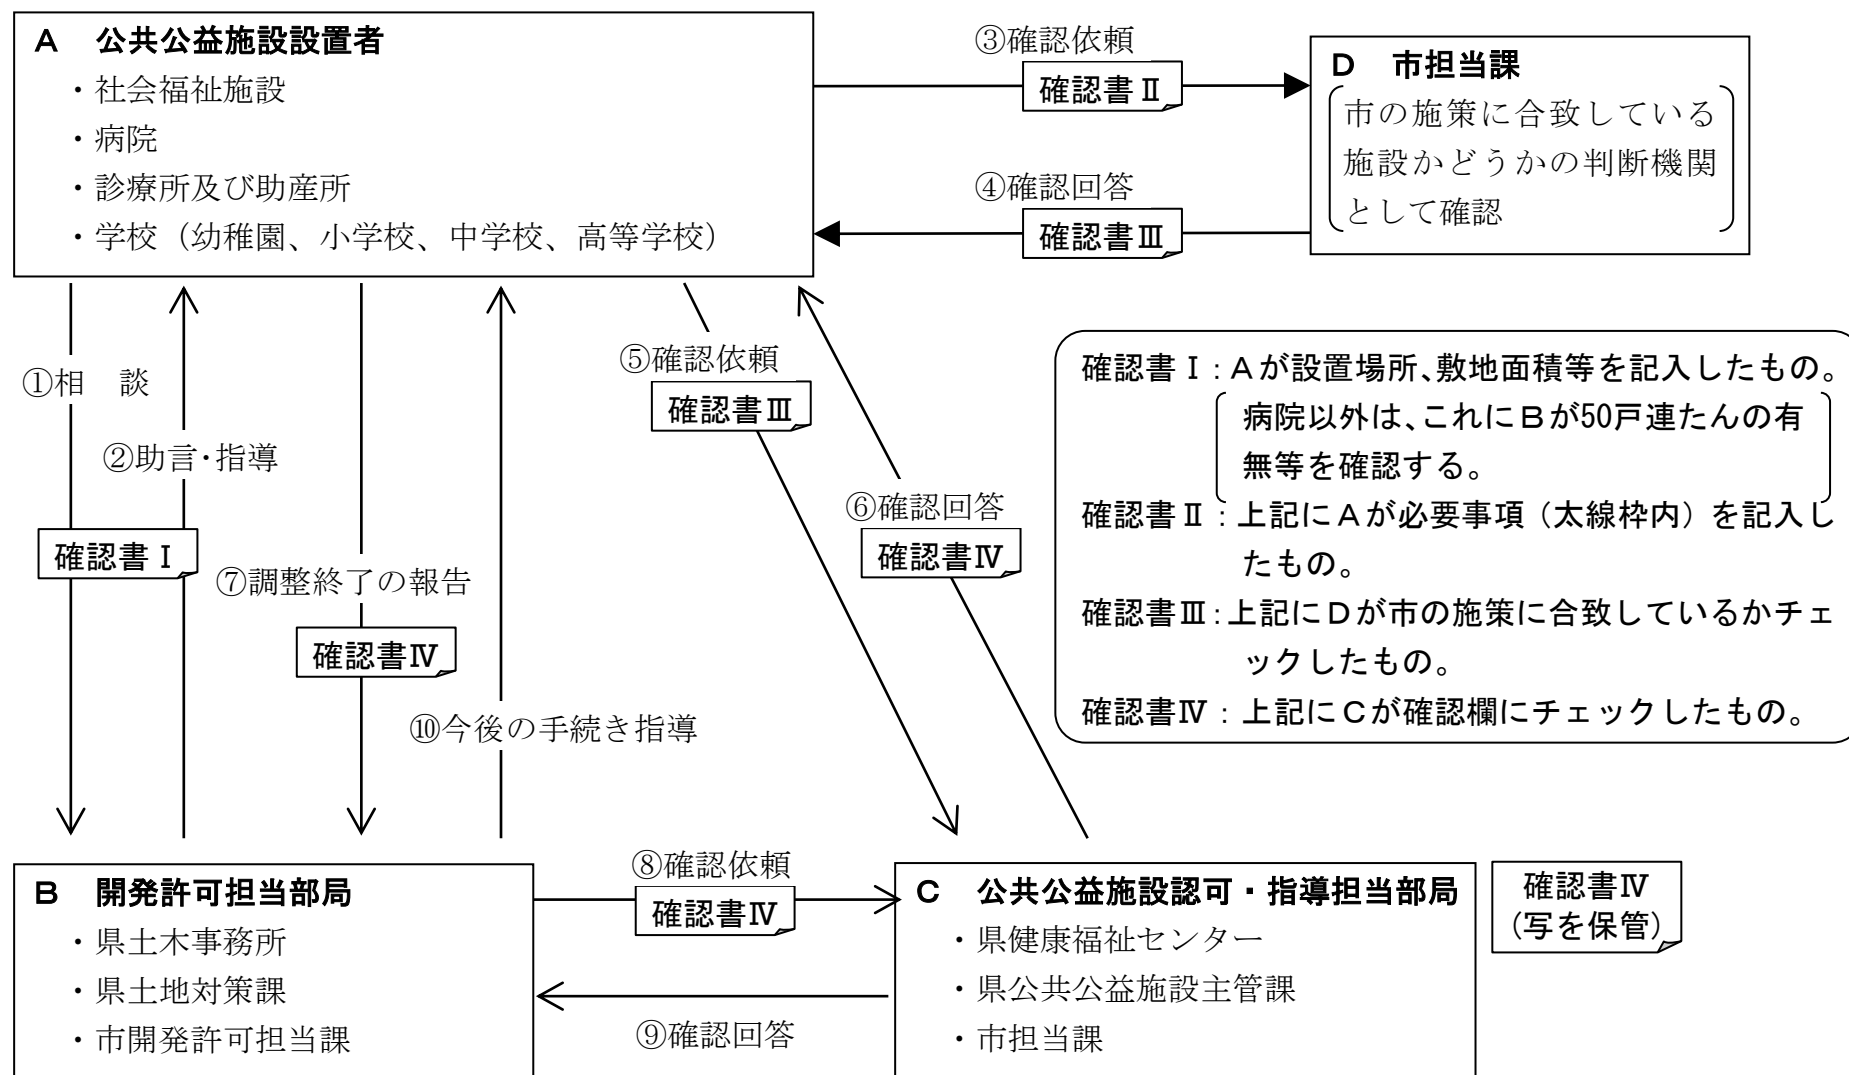 A　公共公益施設設置者
・社会福祉施設
・病院
・診療所及び助産所
・学校（幼稚園、小学校、中学校、高等学校）
③確認依頼
確認書Ⅱ
④確認回答
確認書Ⅲ
D　市担当課
市の施策に合致している
施設かどうかの判断機関
として確認
①相　談
②助言・指導
確認書Ⅰ
⑦調整終了の報告
確認書Ⅳ
⑩今後の手続き指導
⑤確認依頼
確認書Ⅲ
⑥確認回答
確認書Ⅳ
確認書Ⅰ：Aが設置場所、敷地面積等を記入したもの。
病院以外は、これにBが50戸連たんの有
無等を確認する。
確認書Ⅱ：上記にAが必要事項（太線枠内）を記入し
たもの。
確認書Ⅲ：上記にDが市の施策に合致しているかチェ
ックしたもの。
確認書Ⅳ：上記にCが確認欄にチェックしたもの。
B　開発許可担当部局
・県土木事務所
・県土地対策課
・市開発許可担当課
⑧確認依頼
確認書Ⅳ
⑨確認回答
C　公共公益施設認可・指導担当部局
・県健康福祉センター
・県公共公益施設主管課
・市担当課
確認書Ⅳ
(写を保管)